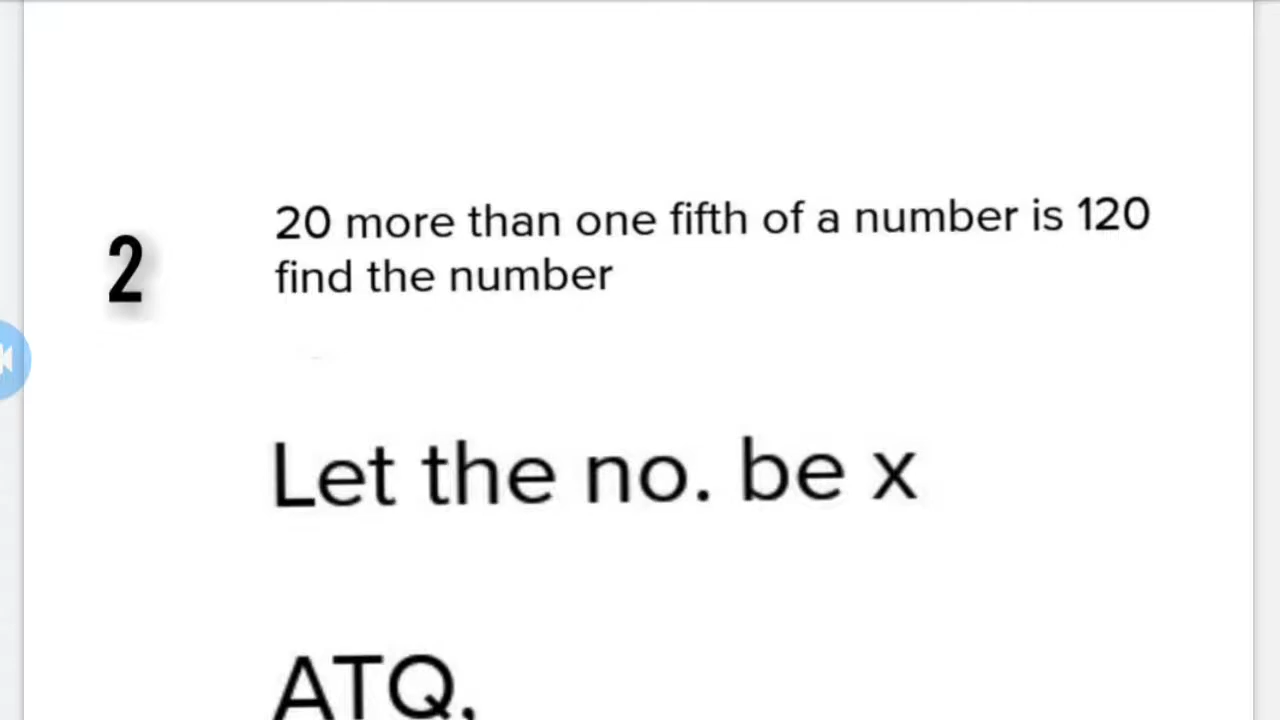 20 more than one fifth of a number is 120
2
find the number
Let the no. be x
ATQ,